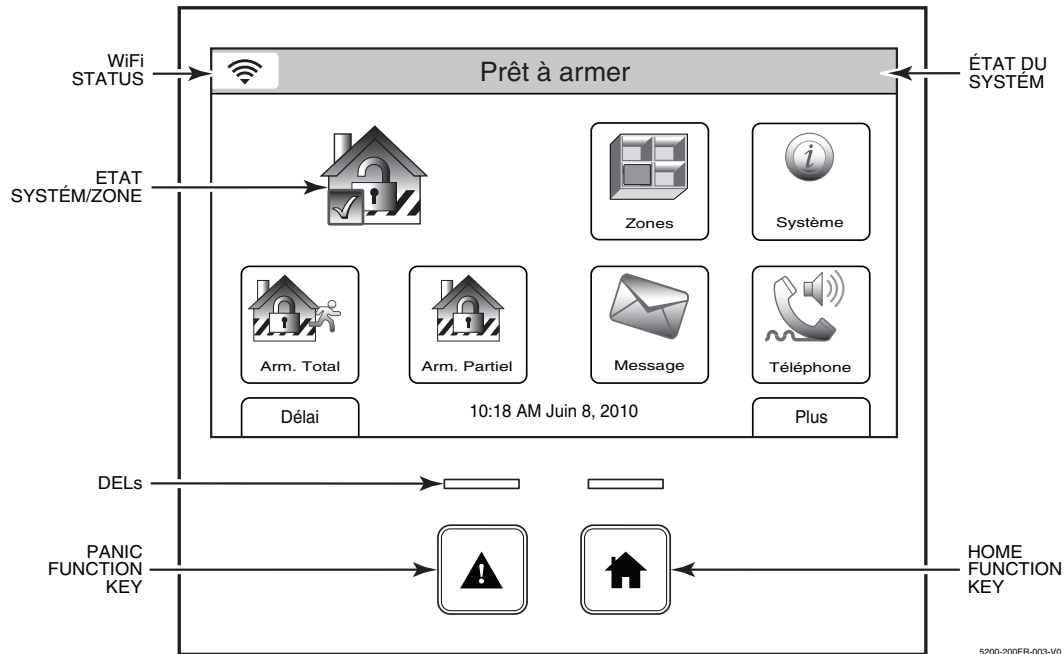 WiFi
STATUS
Prêt à armer
ÉTAT DU
SYSTÉM
ETAT
SYSTÉM/ZONE
Zones
Système
Arm. Total
Arm. Partiel
Message
Téléphone
Délai
10:18 AM Juin 8, 2010
Plus
DELs
PANIC
FUNCTION
KEY
HOME
FUNCTION
KEY
5200-200FR-003-V0